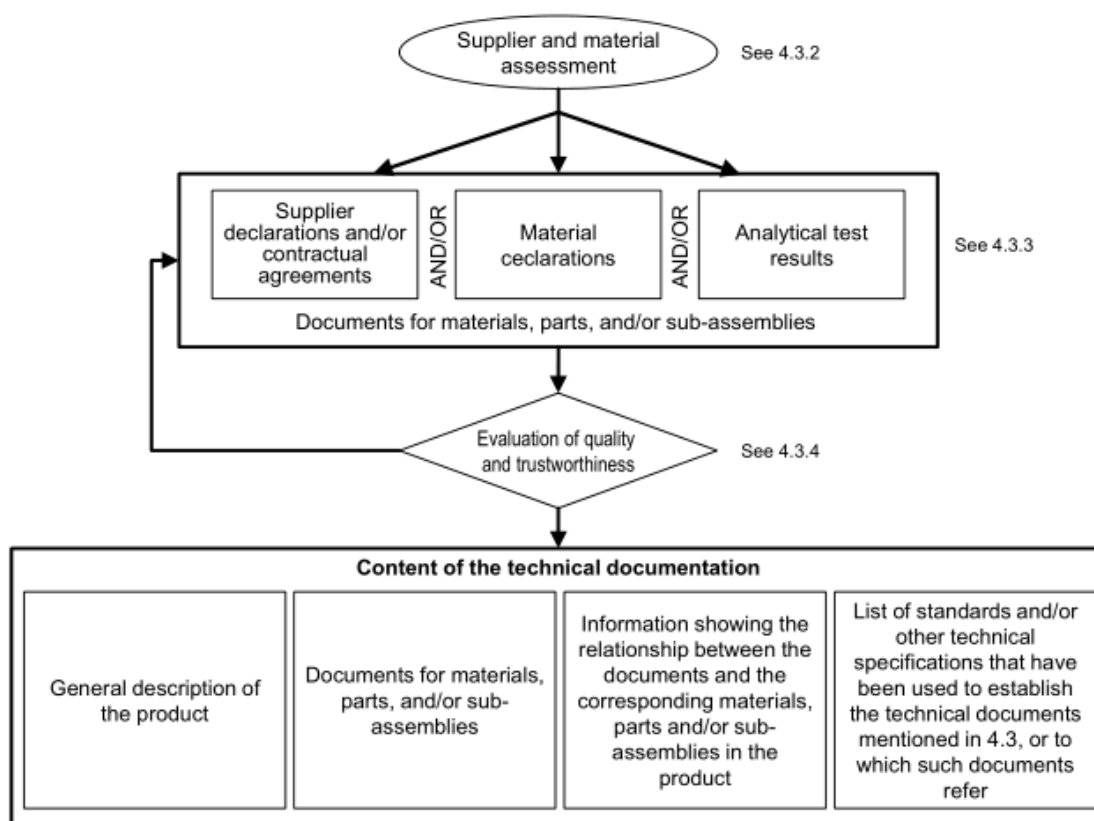 Supplier and material
assessment
See 4.3.2
Supplier
declarations and/or
contractual
agreements
AND/OR
Material
ceclarations
AND/OR
Analytical test
results
See 4.3.3
Documents for materials, parts, and/or sub-assemblies
Evaluation of quality
and trustworthiness
See 4.3.4
Content of the technical documentation
General description of
the product
Documents for materials,
parts, and/or sub-
assemblies
Information showing the
relationship between the
documents and the
corresponding materials,
parts and/or sub-
assemblies in the
product
List of standards and/or
other technical
specifications that have
been used to establish
the technical documents
mentioned in 4.3, or to
which such documents
refer